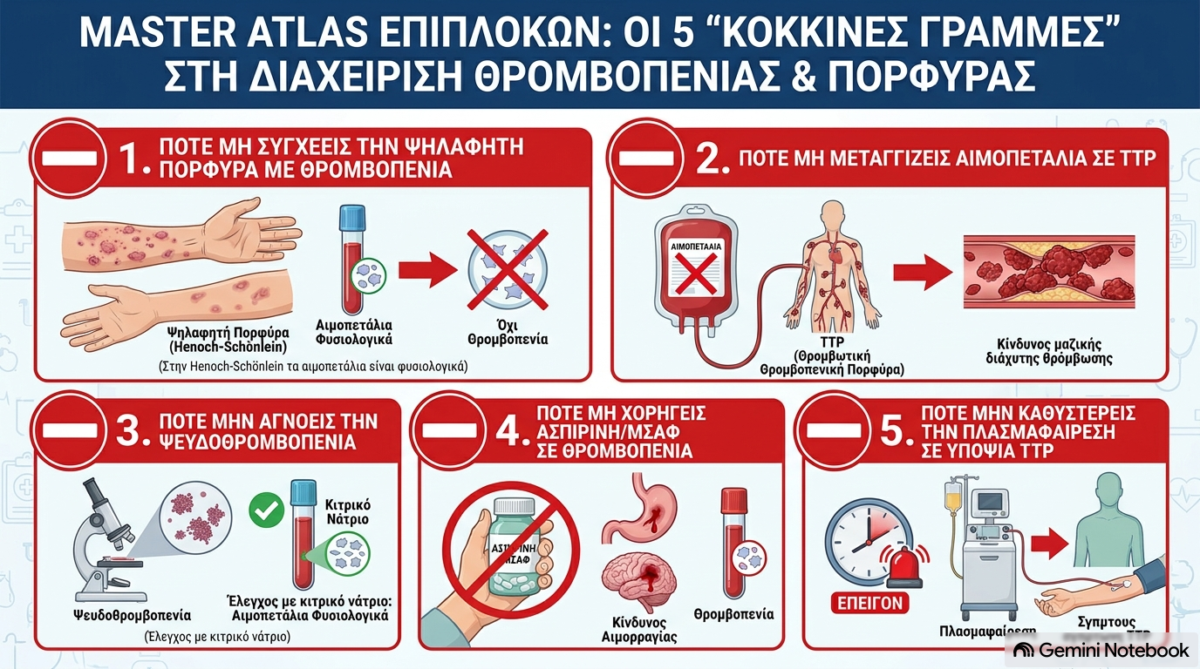 MASTER ATLAS ΕΠΙΠΛΟΚΩΝ: ΟΙ 5 “ΚΟΚΚΙΝΕΣ ΓΡΑΜΜΕΣ”
ΣΤΗ ΔΙΑΧΕΙΡΙΣΗ ΘΡΟΜΒΟΠΕΝΙΑΣ & ΠΟΡΦΥΡΑΣ
1. ΠΟΤΕ ΜΗ ΣΥΓΧΕΕΙΣ ΤΗΝ ΨΗΛΑΦΗΤΗ
ΠΟΡΦΥΡΑ ΜΕ ΘΡΟΜΒΟΠΕΝΙΑ
Ψηλαφητή Πορφύρα
(Henoch-Schönlein)
Αιμοπετάλια
Φυσιολογικά
Όχι
Θρομβοπενία
(Στην Henoch-Schönlein τα αιμοπετάλια είναι φυσιολογικά)
2. ΠΟΤΕ ΜΗ ΜΕΤΑΓΓΙΖΕΙΣ ΑΙΜΟΠΕΤΑΛΙΑ ΣΕ TTP
ΑΙΜΟΠΕΤΑΛΙΑ
TTP
(Θρομβωτική
Θρομβοπενική Πορφύρα)
Κίνδυνος μαζικής
διάχυτης θρόμβωσης
3. ΠΟΤΕ ΜΗΝ ΑΓΝΟΕΙΣ ΤΗΝ
ΨΕΥΔΟΘΡΟΜΒΟΠΕΝΙΑ
Κιτρικό
Νάτριο
Ψευδοθρομβοπενία
Έλεγχος με κιτρικό νάτριο:
Αιμοπετάλια Φυσιολογικά
(Έλεγχος με κιτρικό νάτριο)
4. ΠΟΤΕ ΜΗ ΧΟΡΗΓΕΙΣ
ΑΣΠΙΡΙΝΗ/ΜΣΑΦ
ΣΕ ΘΡΟΜΒΟΠΕΝΙΑ
ΑΣΠΙΡΙΝΗ
ΜΣΑΦ
Κίνδυνος
Αιμορραγίας
Θρομβοπενία
5. ΠΟΤΕ ΜΗΝ ΚΑΘΥΣΤΕΡΕΙΣ
ΤΗΝ ΠΛΑΣΜΑΦΑΙΡΕΣΗ
ΣΕ ΥΠΟΨΙΑ TTP
ΕΠΕΙΓΟΝ
Πλασμαφαίρεση
Σγπρτους
Gemini Notebook